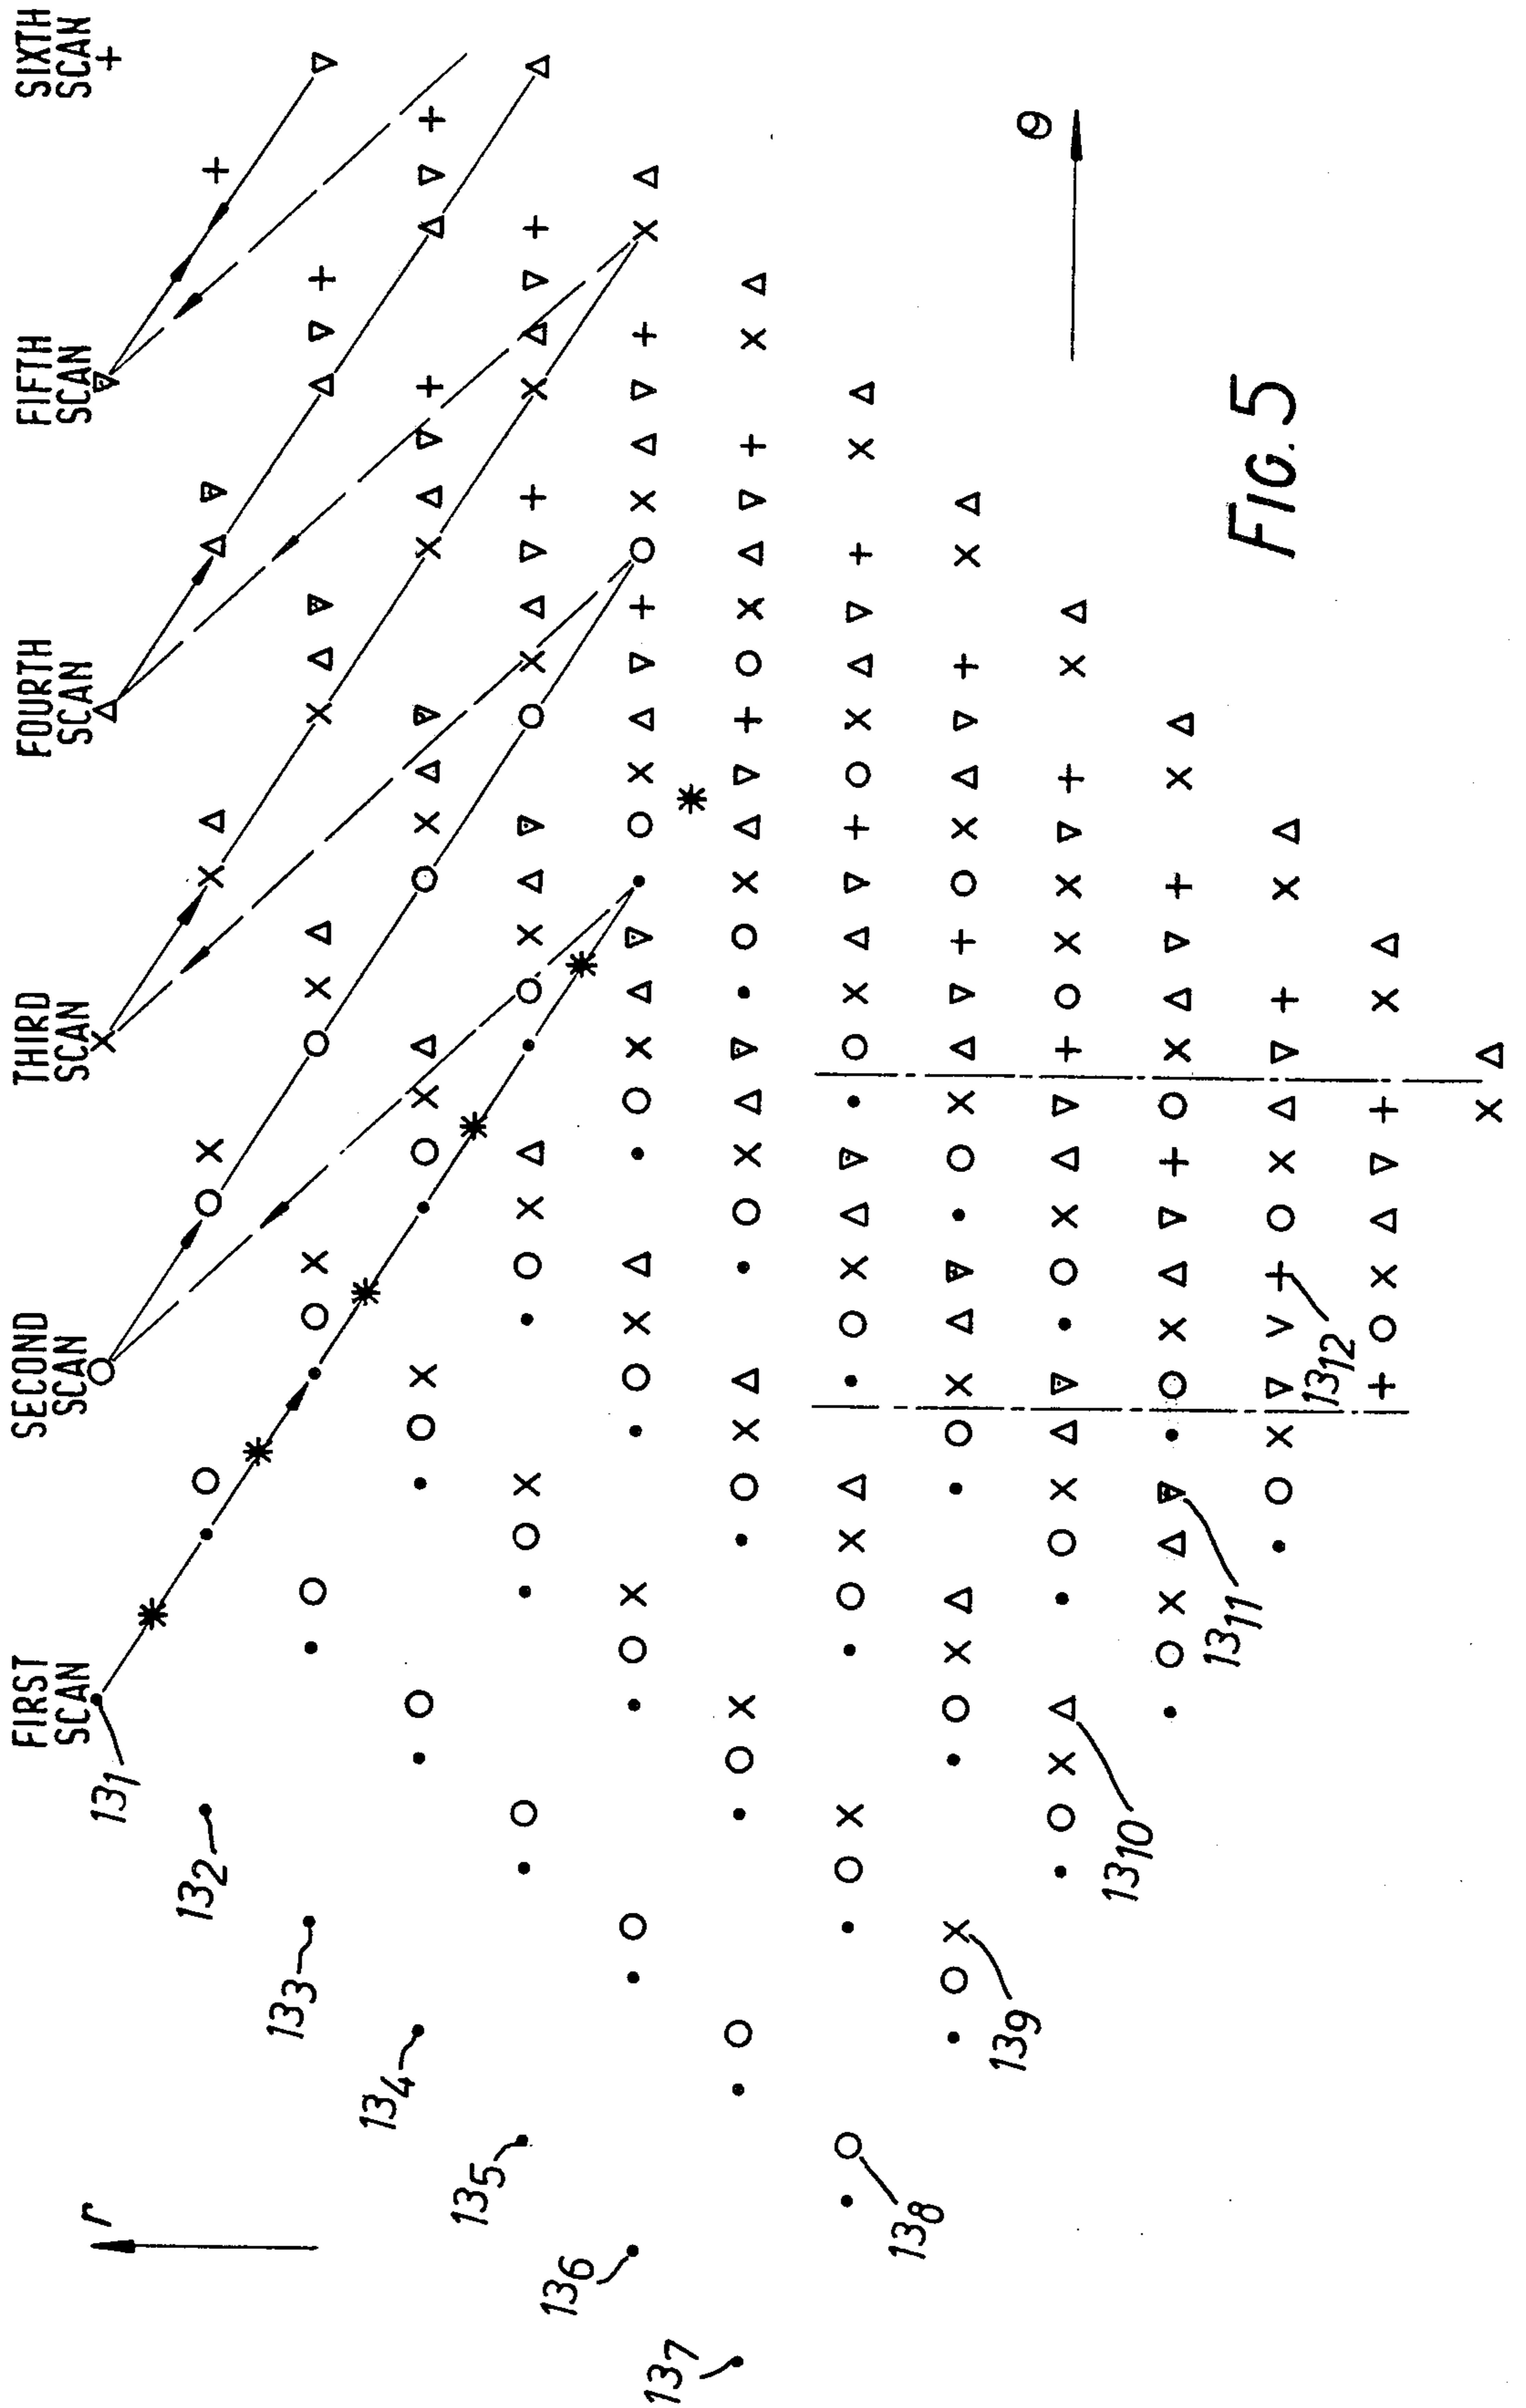 FIRST
SCAN
SECOND
SCAN
THIRD
SCAN
FOURTH
SCAN
FIFTH
SCAN
SIXTH
SCAN
r
θ
13₁
13₂
13₃
13₄
13₅
13₆
13₇
13₈
13₉
13₁₀
13₁₁
13₁₂
FIG. 5